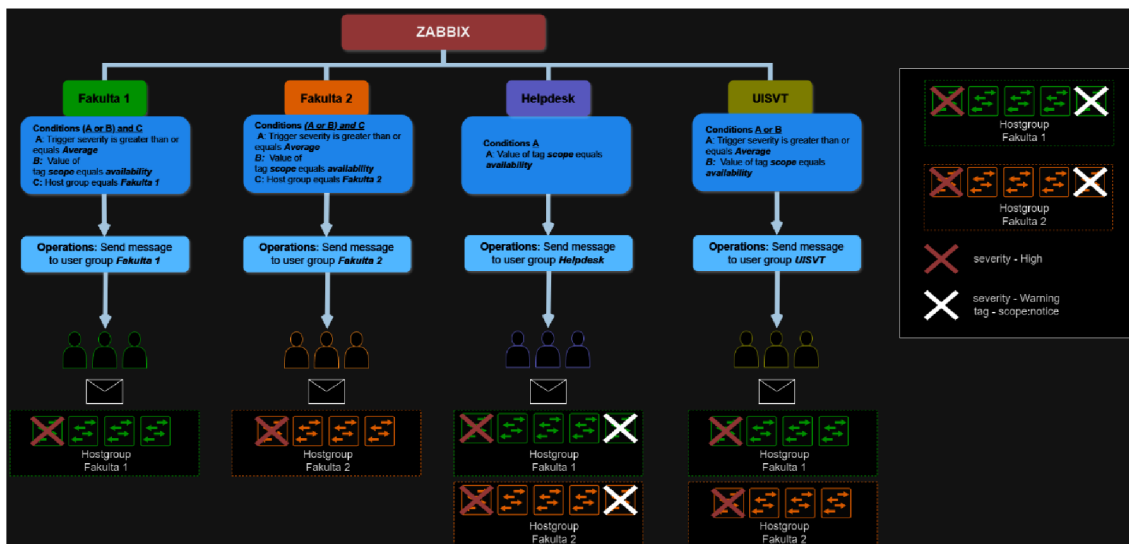 ZABBIX
Fakulta 1
Conditions (A or B) and C
A: Trigger severity is greater than or
equals Average
B: Value of
tag scope equals availability
C: Host group equals Fakulta 1
Operations: Send message
to user group Fakulta 1
Hostgroup
Fakulta 1
Fakulta 2
Conditions (A or B) and C
A: Trigger severity is greater than or
equals Average
B: Value of
tag scope equals availability
C: Host group equals Fakulta 2
Operations: Send message
to user group Fakulta 2
Hostgroup
Fakulta 2
Helpdesk
Conditions A
A: Value of tag scope equals
availability
Operations: Send message
to user group Helpdesk
Hostgroup
Fakulta 1
Hostgroup
Fakulta 2
UISVT
Conditions A or B
A: Trigger severity is greater than or
equals Average
B: Value of tag scope equals
availability
Operations: Send message
to user group UISVT
Hostgroup
Fakulta 1
Hostgroup
Fakulta 2
Hostgroup
Fakulta 1
Hostgroup
Fakulta 2
severity - High
severity - Warning
tag - scope:notice